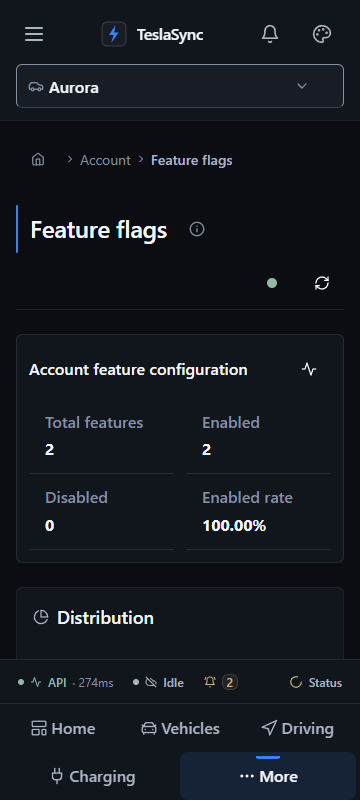 TeslaSync
Aurora
Account
Feature flags
Feature flags
Account feature configuration
Total features
Enabled
2
2
Disabled
Enabled rate
0
100.00%
Distribution
API · 274ms
Idle
2
Status
Home
Vehicles
Driving
Charging
More